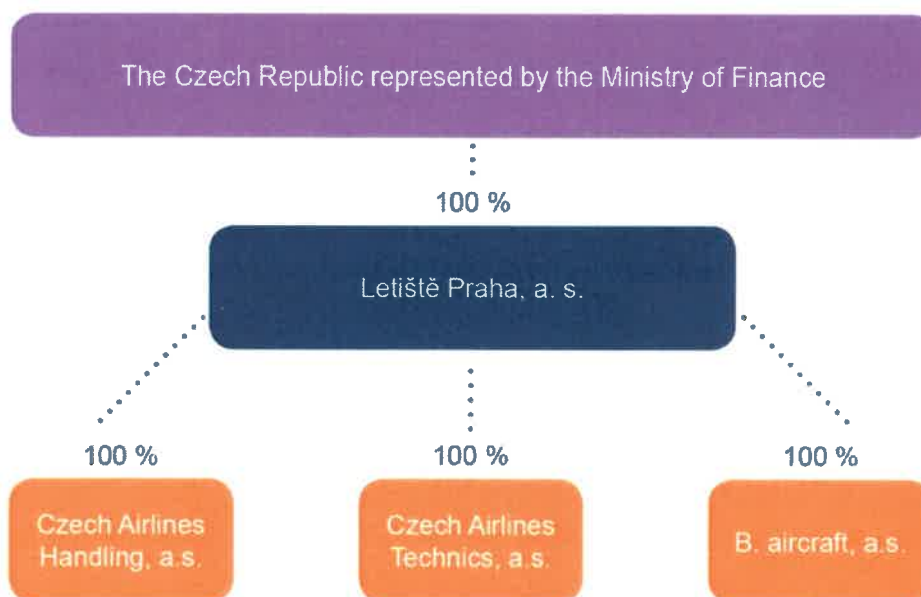 The Czech Republic represented by the Ministry of Finance
100 %
Letiště Praha, a. s.
100 %
100 %
100 %
Czech Airlines
Handling, a.s.
Czech Airlines
Technics, a.s.
B. aircraft, a.s.